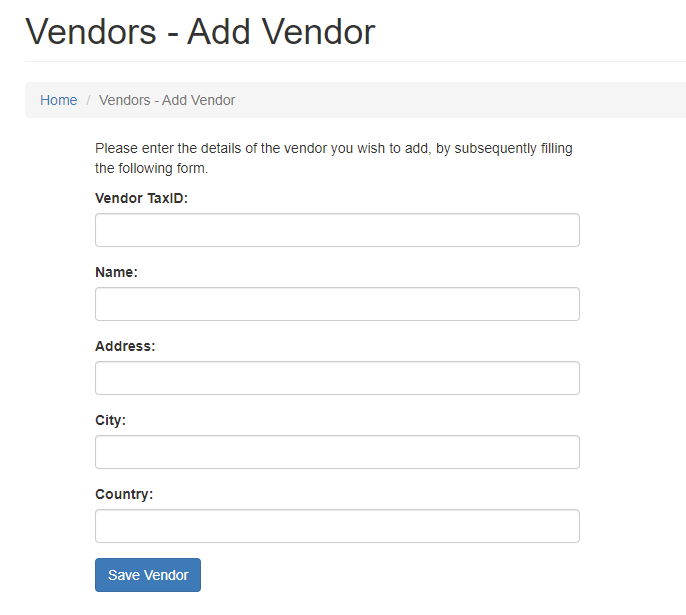 Vendors - Add Vendor
Home / Vendors - Add Vendor
Please enter the details of the vendor you wish to add, by subsequently filling
the following form.
Vendor TaxID:
Name:
Address:
City:
Country:
Save Vendor